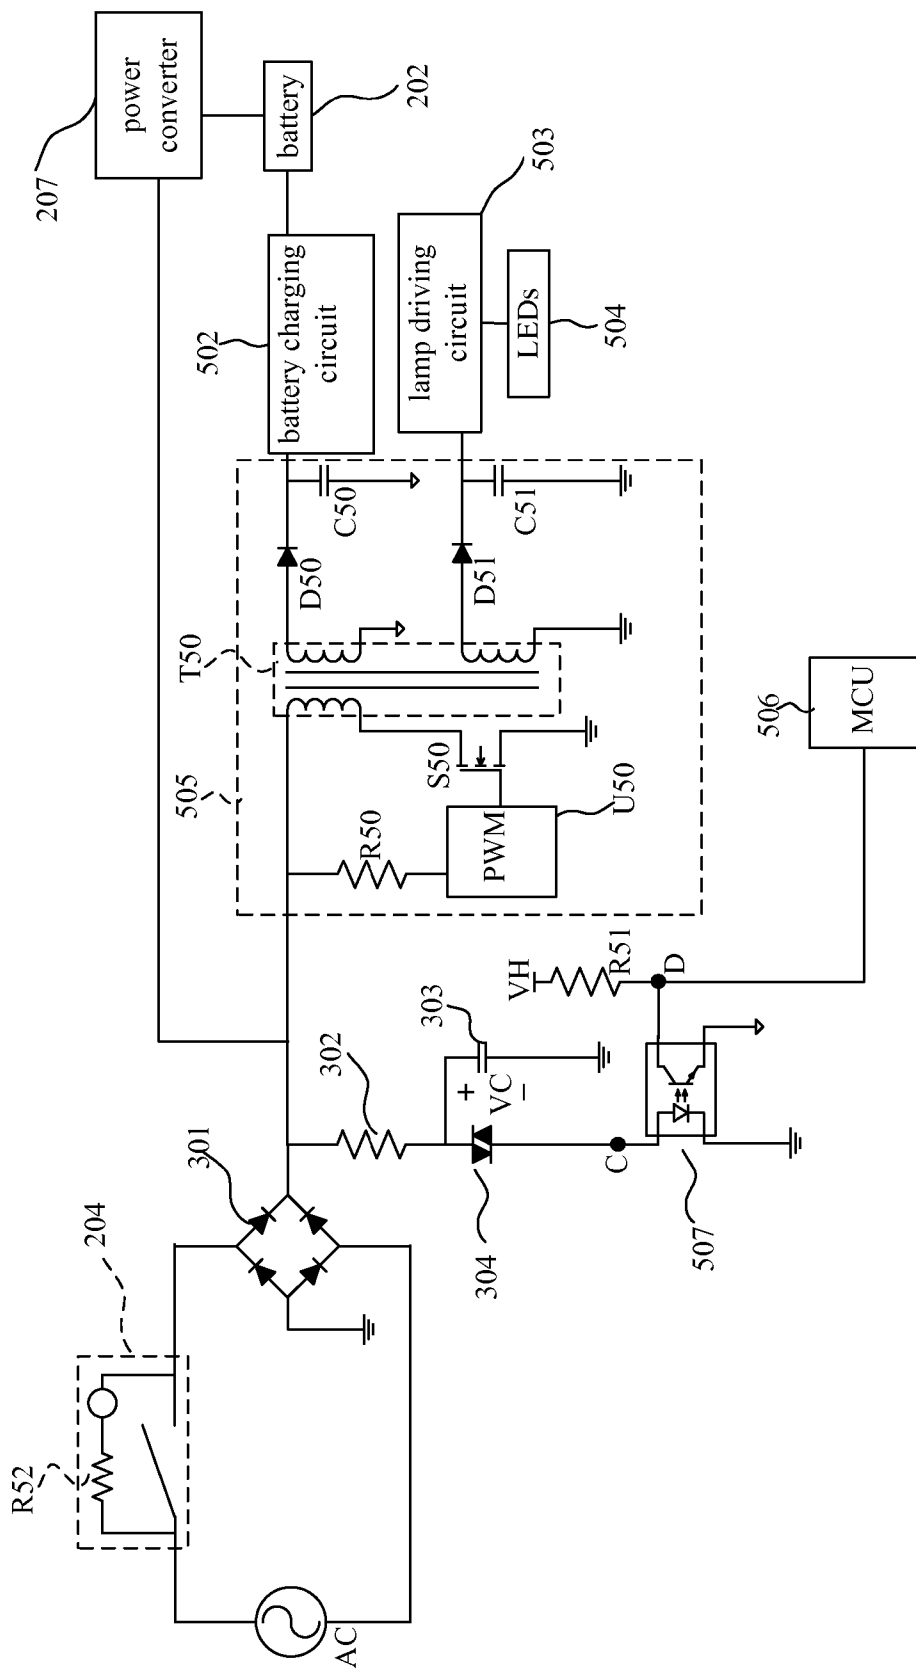 power
converter
207
battery
202
502
battery charging
circuit
503
lamp driving
circuit
LEDs
504
T50
505
D50
C50
D51
C51
S50
R50
PWM
U50
506
MCU
VH
R51
D
302
303
+
VC
–
301
304
C
507
204
R52
AC